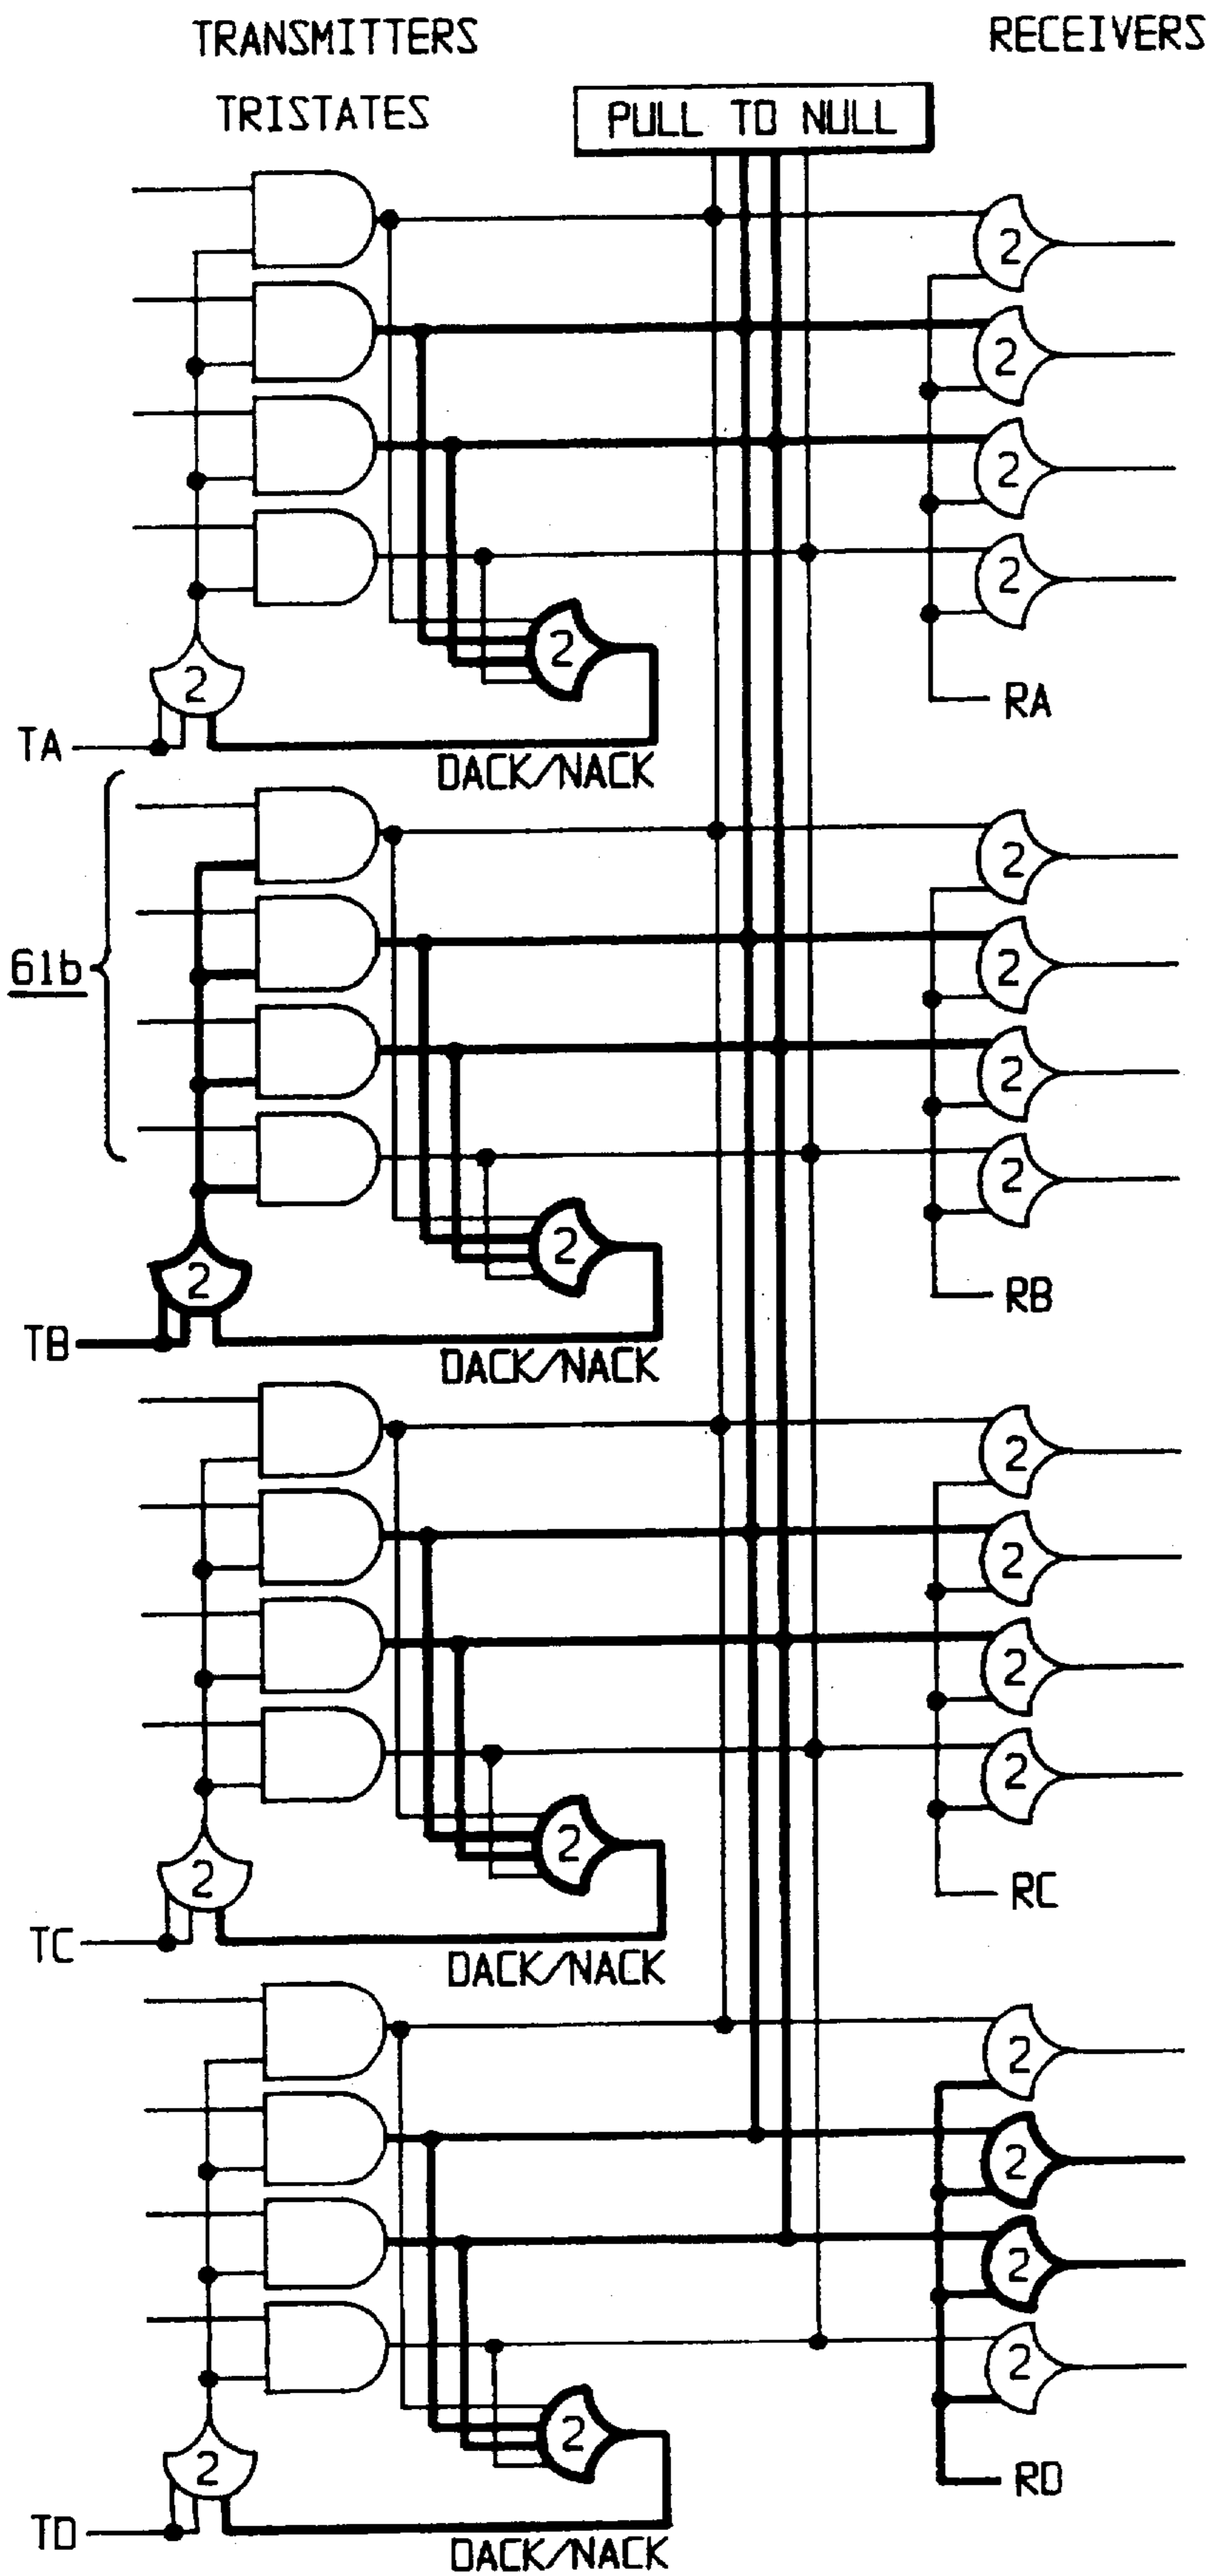 TRANSMITTERS
RECEIVERS
TRISTATES
PULL TO NULL
2
2
2
2
2
2
RA
TA
DACK/NACK
2
61b
2
2
2
2
2
RB
TB
DACK/NACK
2
2
2
2
2
2
RC
TC
DACK/NACK
2
2
2
2
2
2
RD
TD
DACK/NACK